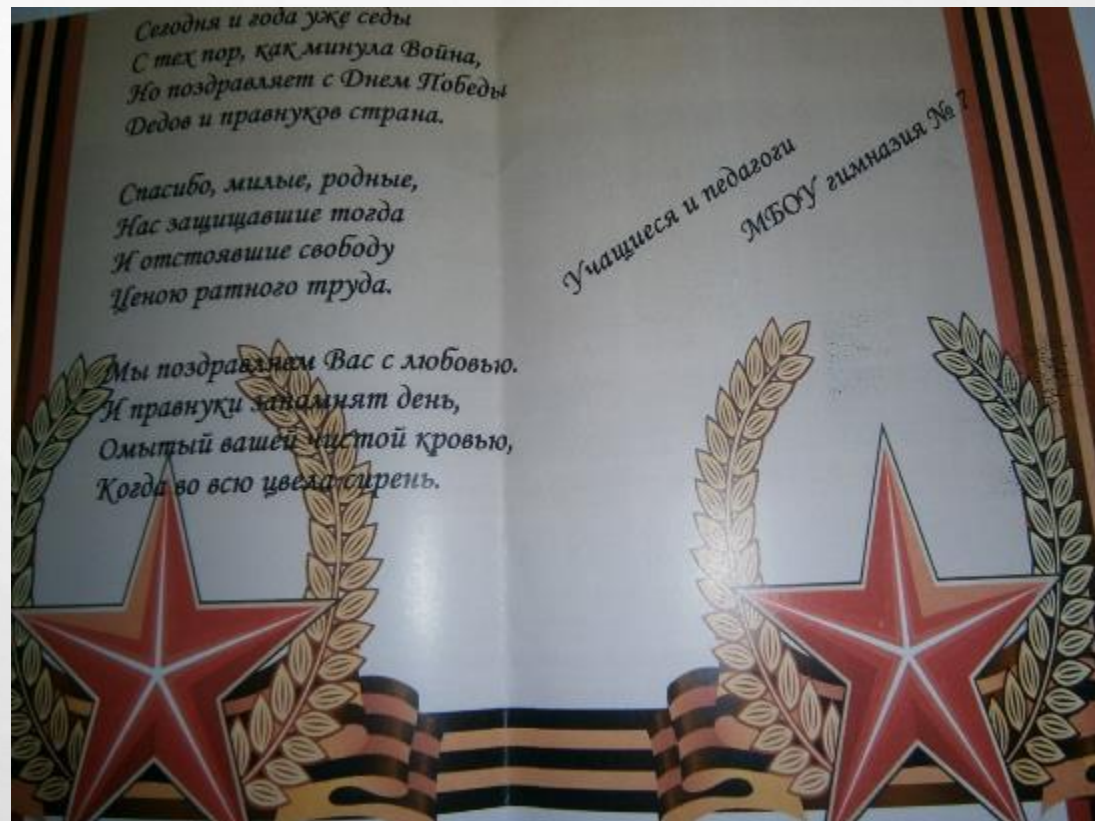 Сегодня и года уже седы
С тех пор, как минула Война,
Но поздравляет с Днем Победы
Дедов и правнуков страна.
Спасибо, милые, родные,
Нас защищавшие тогда
И отстоявшие свободу
Ценою ратного труда.
Мы поздравляем Вас с любовью.
И правнуки запамнят день,
Омытый вашей чистой кровью,
Когда во всю цвела сирень.
Учащиеся и педагоги
МБОУ гимназия № 7